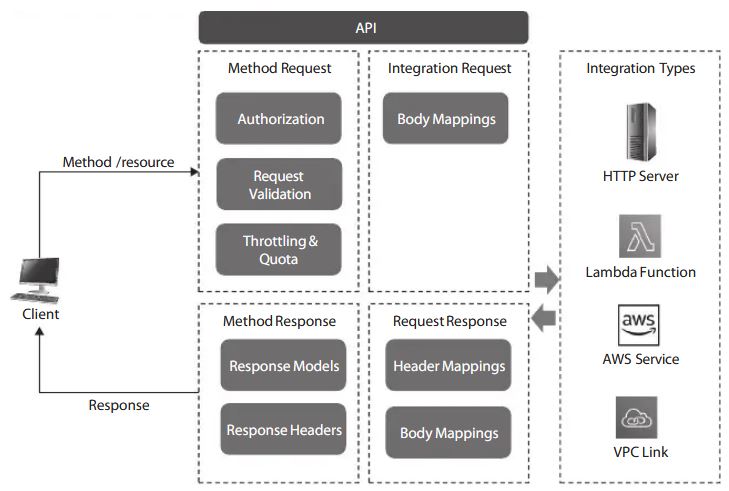 API
Method Request
Authorization
Request
Validation
Throttling &
Quota
Integration Request
Body Mappings
Integration Types
HTTP Server
Lambda Function
aws
AWS Service
VPC Link
Method /resource
Client
Response
Method Response
Response Models
Response Headers
Request Response
Header Mappings
Body Mappings